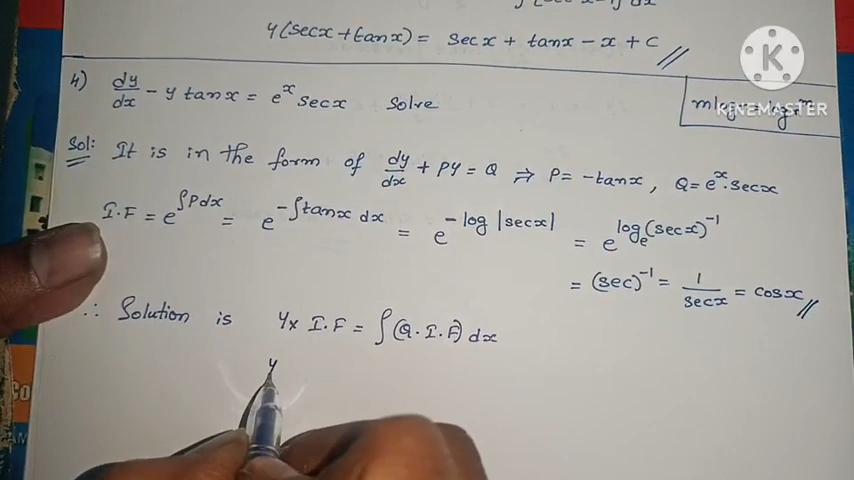 y(secx+tanx) = secx + tanx - x + c
4) dy/dx - y tanx = e^x secx Solve
KINEMASTER
Sol: It is in the form of dy/dx + Py = Q ⇒ P = -tanx, Q = e^x.secx
I.F = e^∫Pdx = e^-∫tanx dx = e^-log|secx| = e^log_e(secx)^-1
= (sec)^-1 = 1/secx = cosx
∴ Solution is y x I.F = ∫(Q.I.F) dx
y